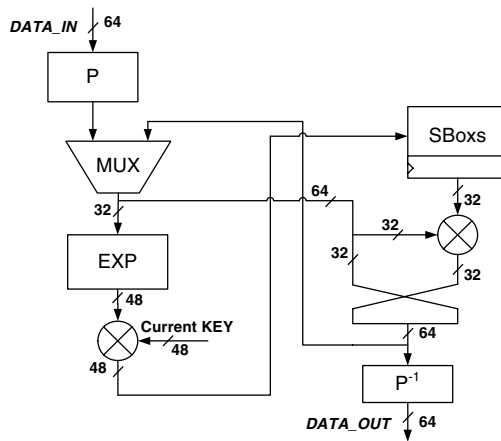 DATA_IN
64
P
MUX
SBoxs
32
64
32
32
32
EXP
32
32
48
Current KEY
48
48
64
P-1
DATA_OUT
64